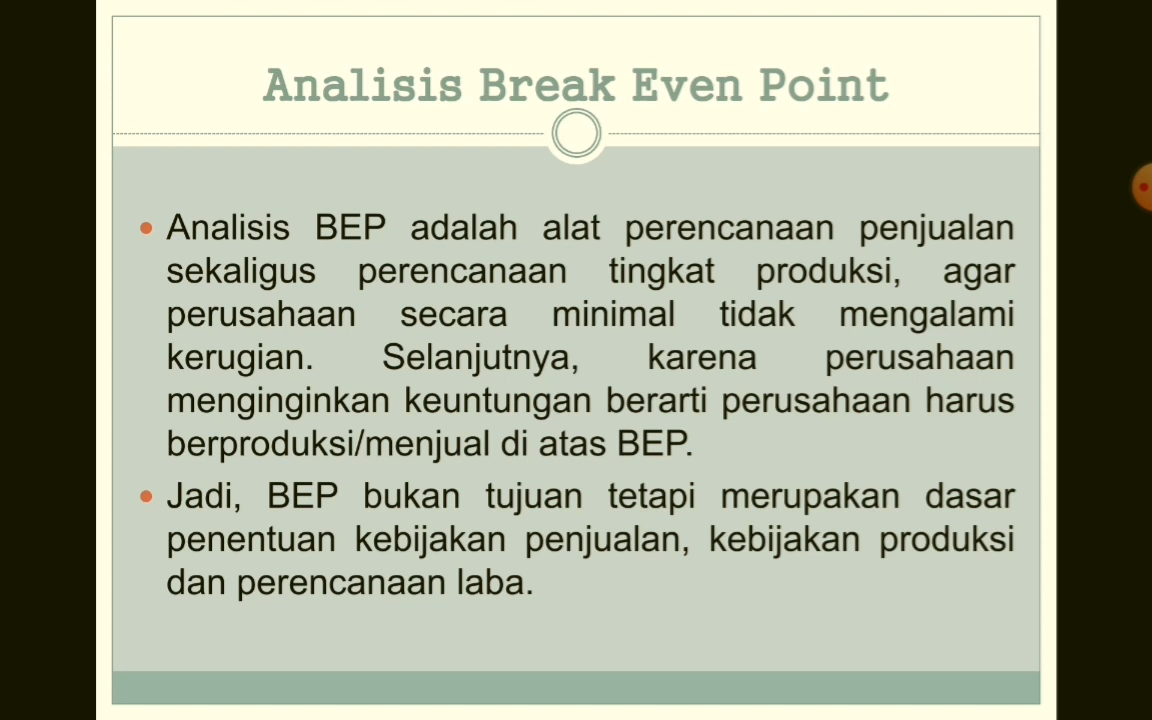 Analisis Break Even Point
Analisis BEP adalah alat perencanaan penjualan
sekaligus perencanaan tingkat produksi, agar
perusahaan secara minimal tidak mengalami
kerugian. Selanjutnya, karena perusahaan
menginginkan keuntungan berarti perusahaan harus
berproduksi/menjual di atas BEP.
Jadi, BEP bukan tujuan tetapi merupakan dasar
penentuan kebijakan penjualan, kebijakan produksi
dan perencanaan laba.